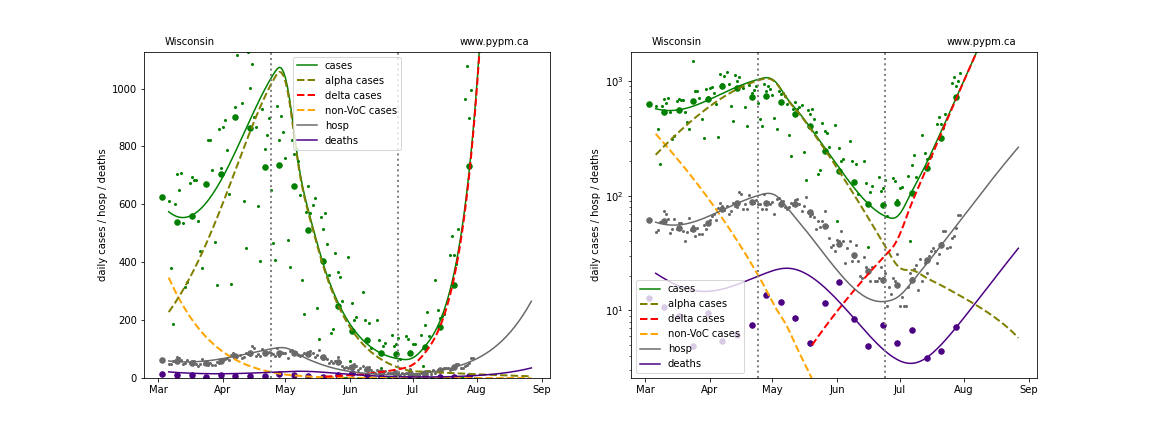 Wisconsin
www.pypm.ca
daily cases / hosp / deaths
1000
800
600
400
200
0
Mar
Apr
May
Jun
Jul
Aug
Sep
cases
alpha cases
delta cases
non-VoC cases
hosp
deaths
Wisconsin
www.pypm.ca
daily cases / hosp / deaths
10³
10²
10¹
Mar
Apr
May
Jun
Jul
Aug
Sep
cases
alpha cases
delta cases
non-VoC cases
hosp
deaths